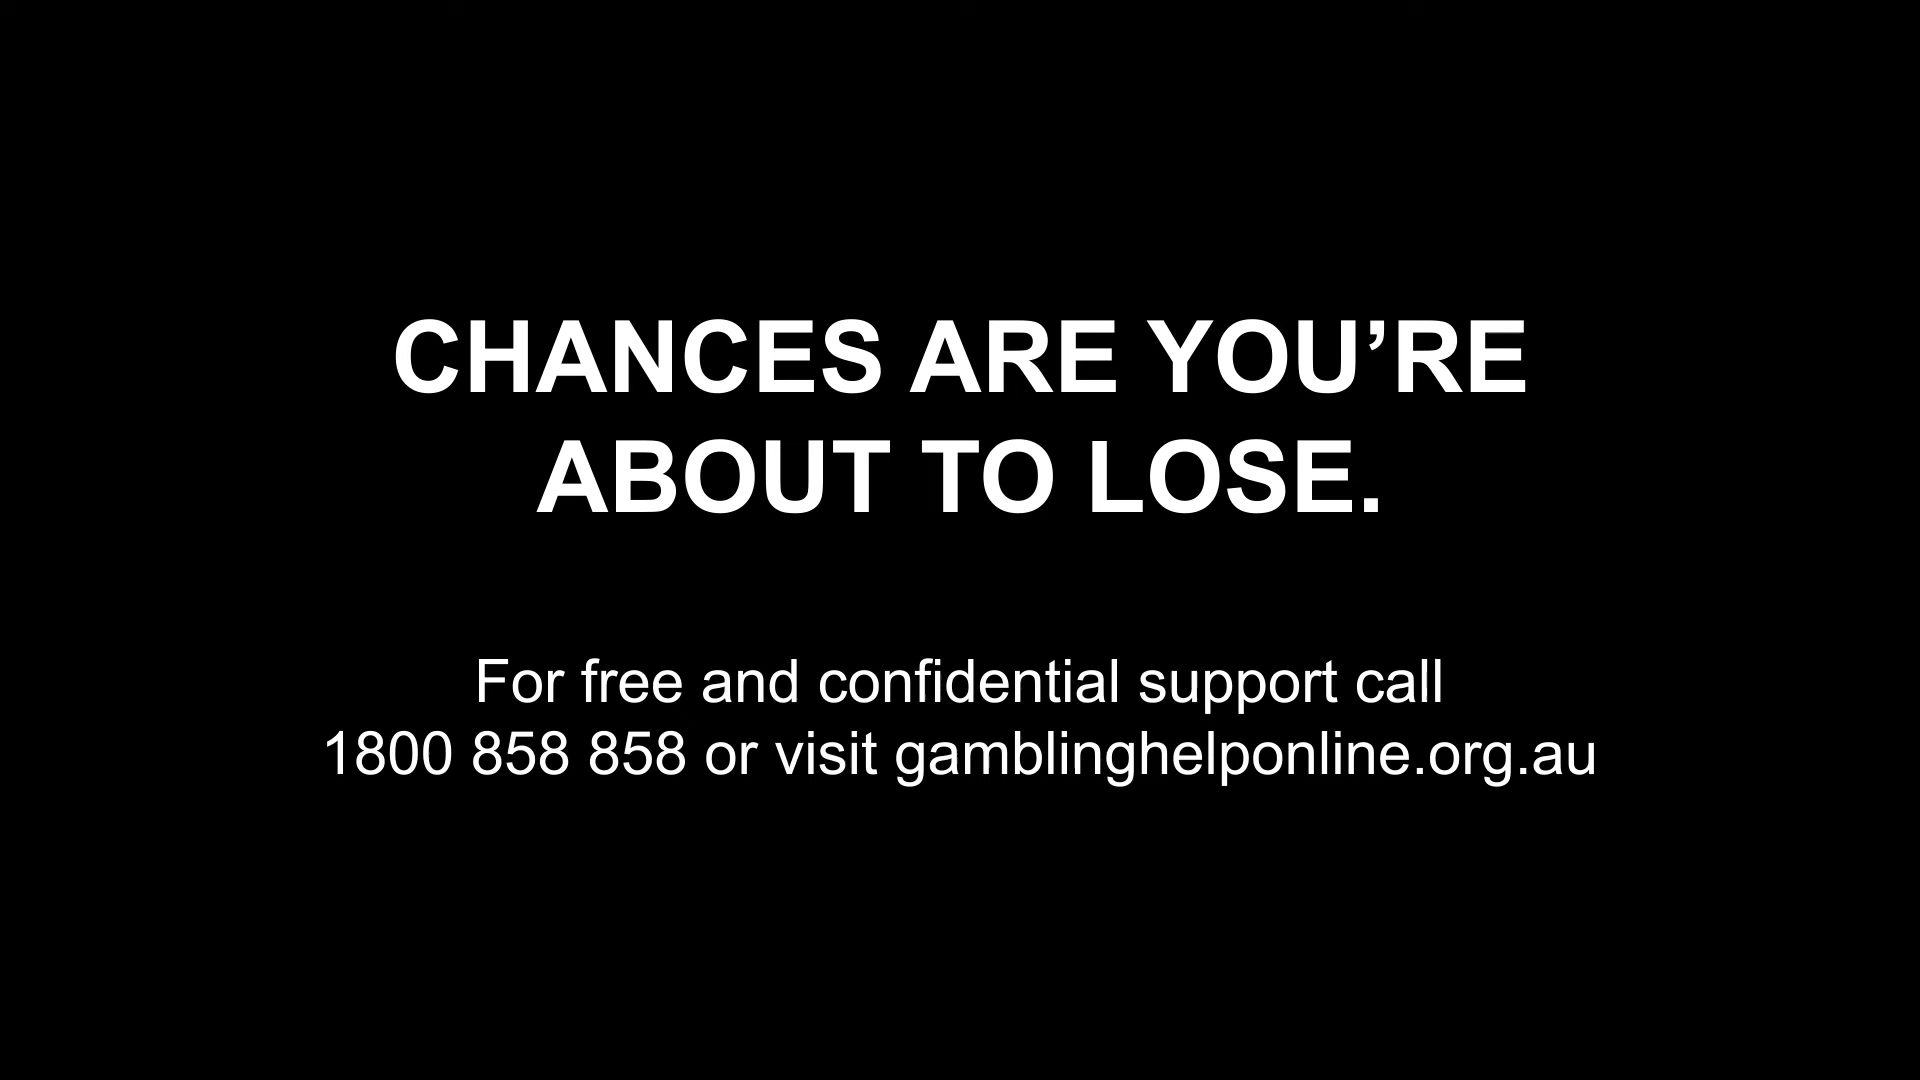 CHANCES ARE YOU’RE
ABOUT TO LOSE.
For free and confidential support call
1800 858 858 or visit gamblinghelponline.org.au